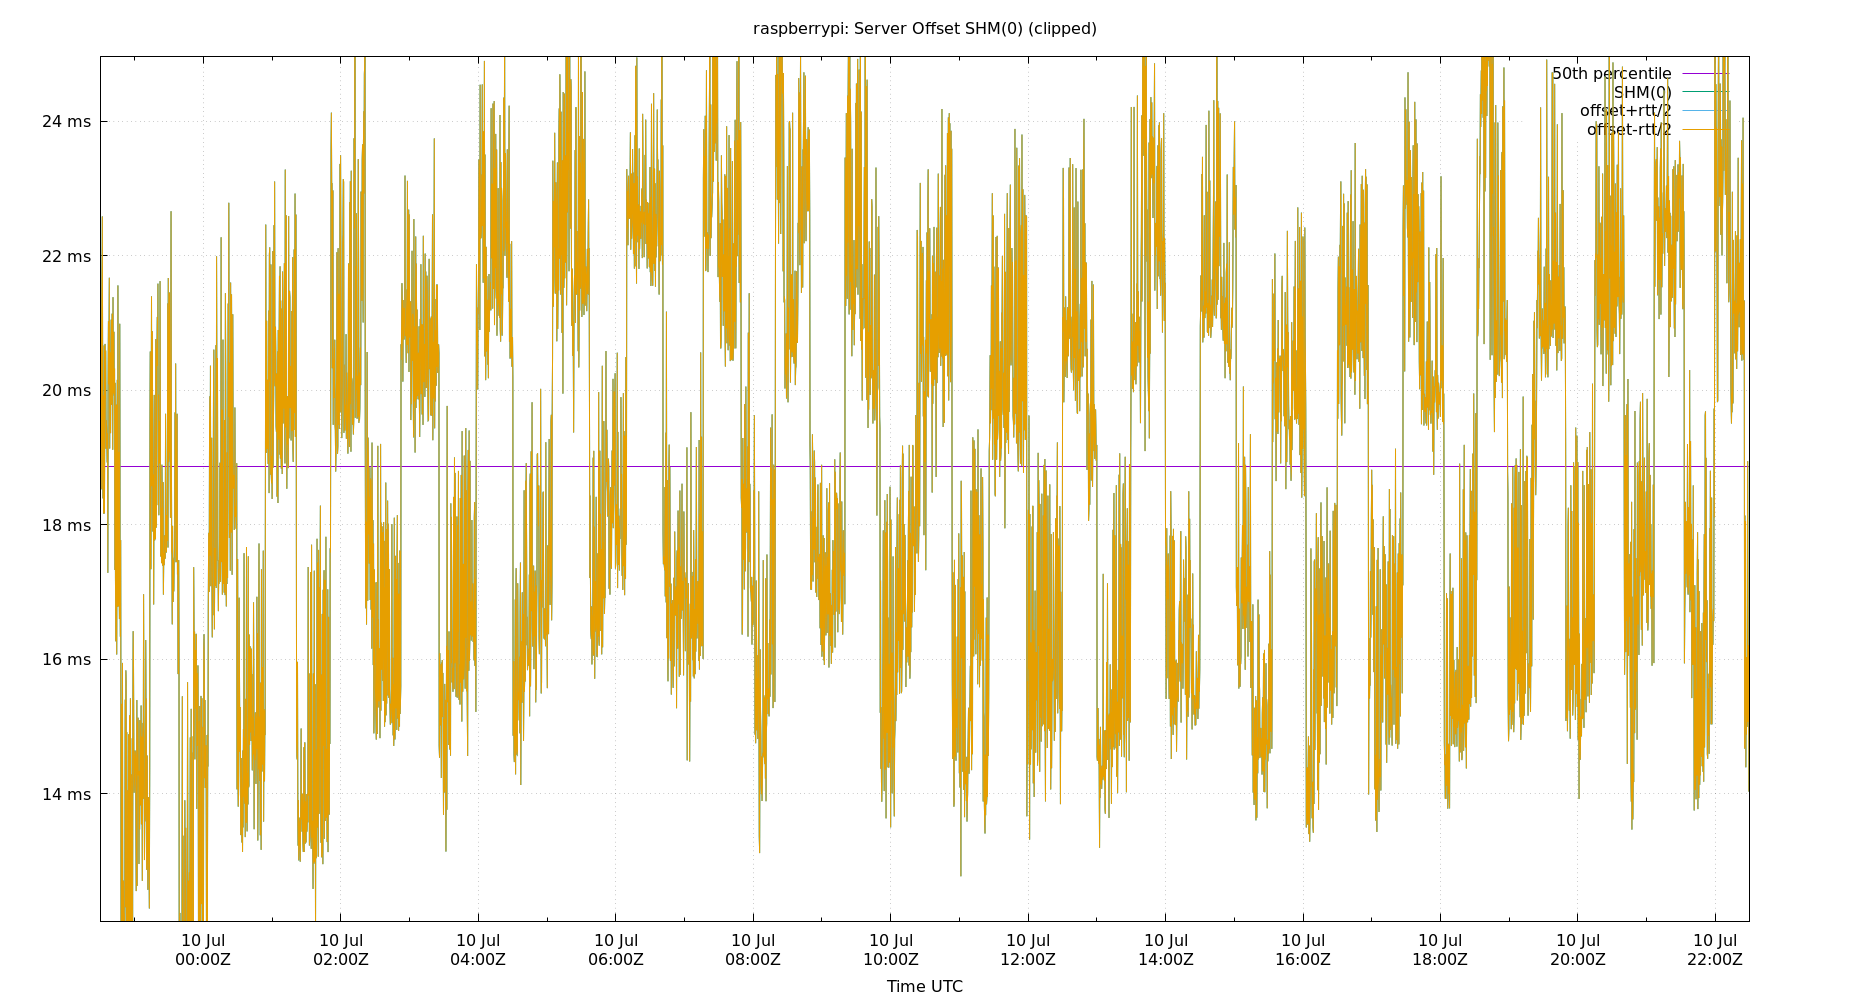 raspberrypi: Server Offset SHM(0) (clipped)
50th percentile
SHM(0)
offset+rtt/2
offset-rtt/2
24 ms
22 ms
20 ms
18 ms
16 ms
14 ms
10 Jul 10 Jul 10 Jul 10 Jul 10 Jul 10 Jul 10 Jul 10 Jul 10 Jul 10 Jul 10 Jul 10 Jul
00:00Z 02:00Z 04:00Z 06:00Z 08:00Z 10:00Z 12:00Z 14:00Z 16:00Z 18:00Z 20:00Z 22:00Z
Time UTC